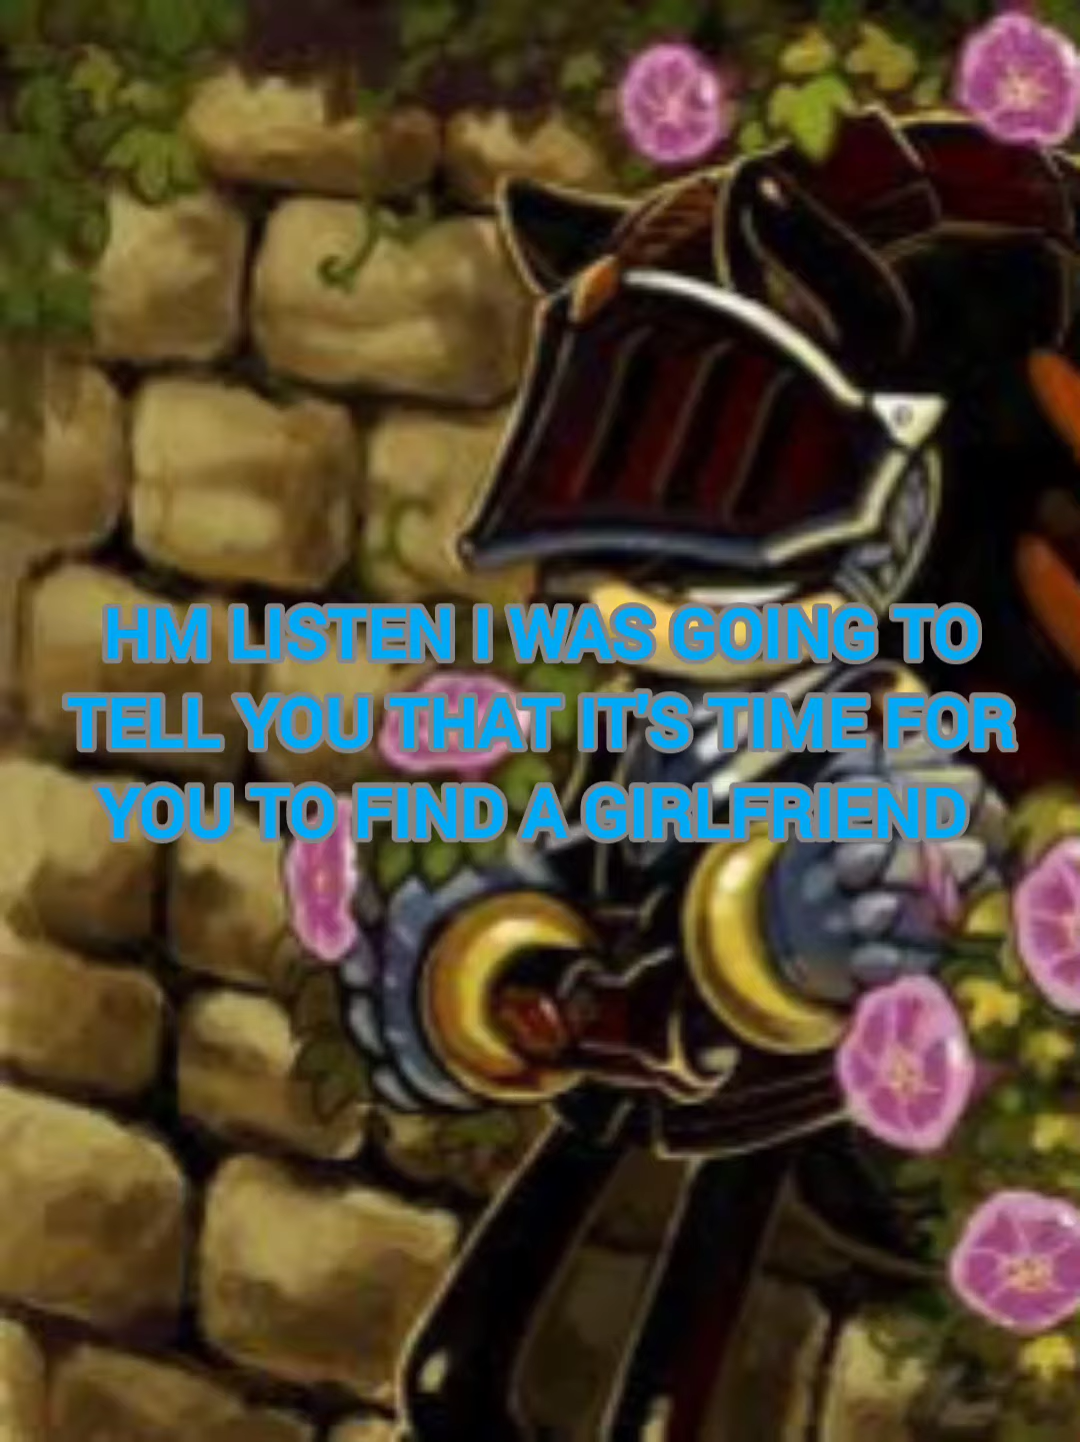 HM LISTEN I WAS GOING TO
TELL YOU THAT IT'S TIME FOR
YOU TO FIND A GIRLFRIEND